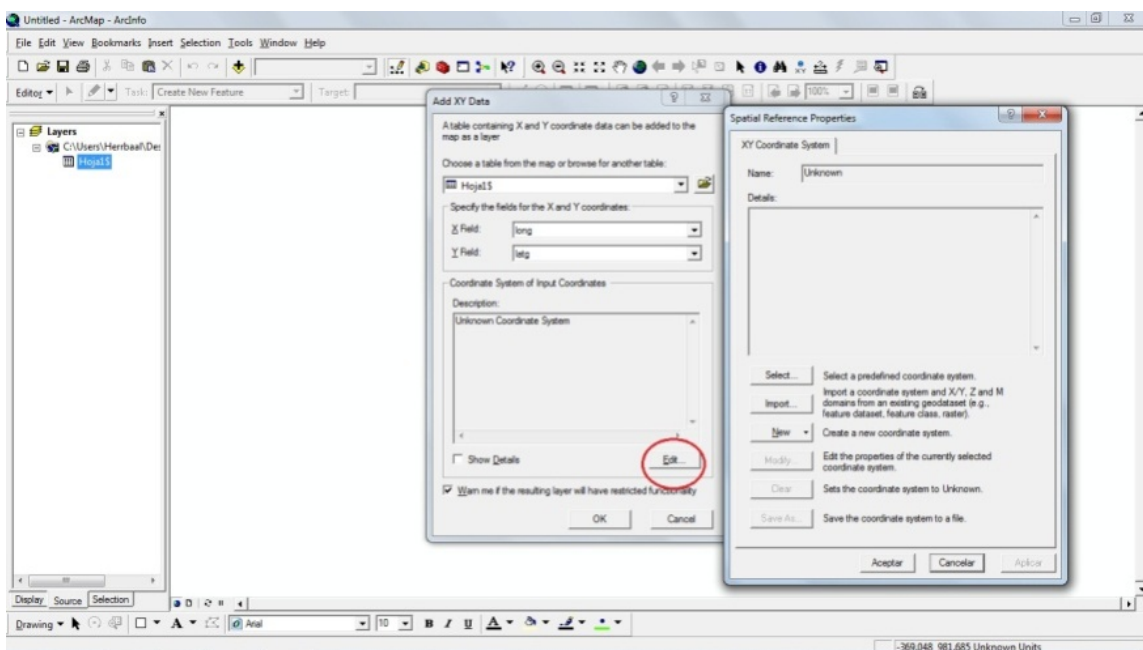 Untitled - ArcMap - ArcInfo
File Edit View Bookmarks Insert Selection Tools Window Help
Editor Task: Create New Feature Target: 100%
Layers
C:\Users\Herrbaal\De
Hoja1$
Display Source Selection
Add XY Data
A table containing X and Y coordinate data can be added to the
map as a layer
Choose a table from the map or browse for another table:
Hoja1$
Specify the fields for the X and Y coordinates:
X Field: long
Y Field: latg
Coordinate System of Input Coordinates
Description:
Unknown Coordinate System
Show Details Edit...
Warn me if the resulting layer will have restricted functionality
OK Cancel
Spatial Reference Properties
XY Coordinate System
Name: Unknown
Details:
Select... Select a predefined coordinate system.
Import... Import a coordinate system and X/Y, Z and M
domains from an existing geodataset (e.g.,
feature dataset, feature class, raster).
New Create a new coordinate system.
Modify... Edit the properties of the currently selected
coordinate system.
Clear Sets the coordinate system to Unknown.
Save As... Save the coordinate system to a file.
Aceptar Cancelar Aplicar
Drawing A Arial 10 B I U A
-369,048 981,685 Unknown Units